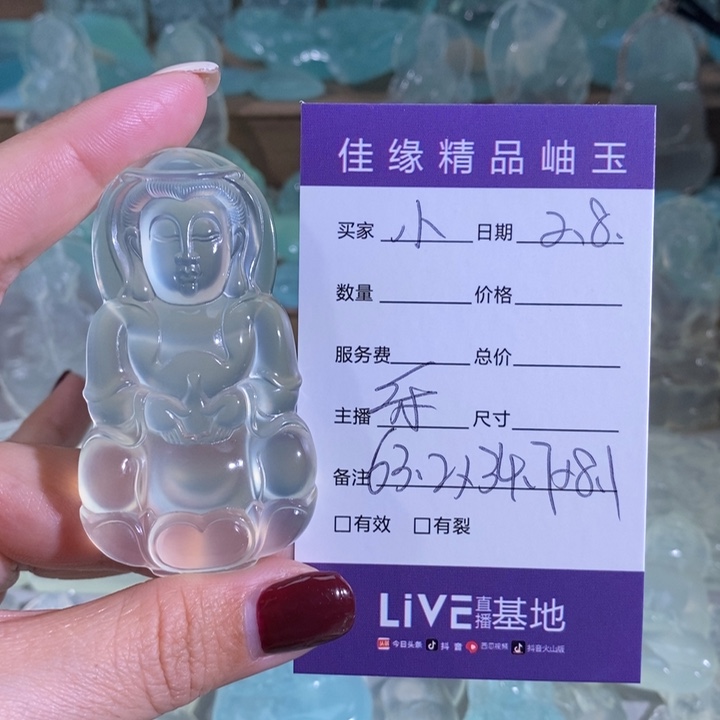 佳缘精品岫玉
买家 小 日期 2.8.
数量 价格
服务费 总价
主播 尺寸
备注 63.2x34.7x8.1
□有效 □有裂
LiVE直播基地
头条 今日头条 抖音 西瓜视频 抖音火山版